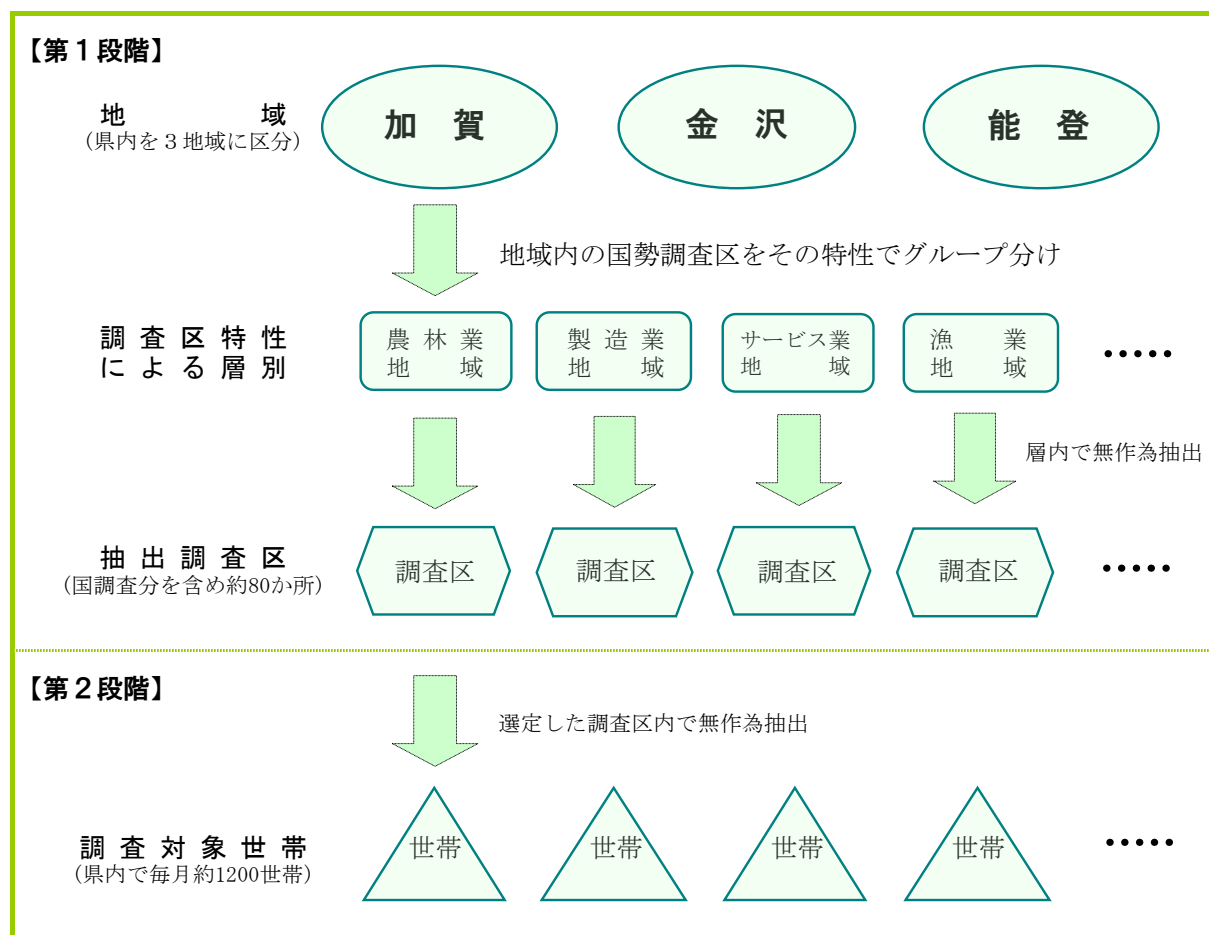 【第１段階】
地域
(県内を３地域に区分)
加賀
金沢
能登
地域内の国勢調査区をその特性でグループ分け
調査区特性
による層別
農林業
地域
製造業
地域
サービス業
地域
漁業
地域
•••••
層内で無作為抽出
抽出調査区
(国調査分を含め約80か所)
調査区
調査区
調査区
調査区
•••••
【第２段階】
選定した調査区内で無作為抽出
調査対象世帯
(県内で毎月約1200世帯)
世帯
世帯
世帯
世帯
•••••